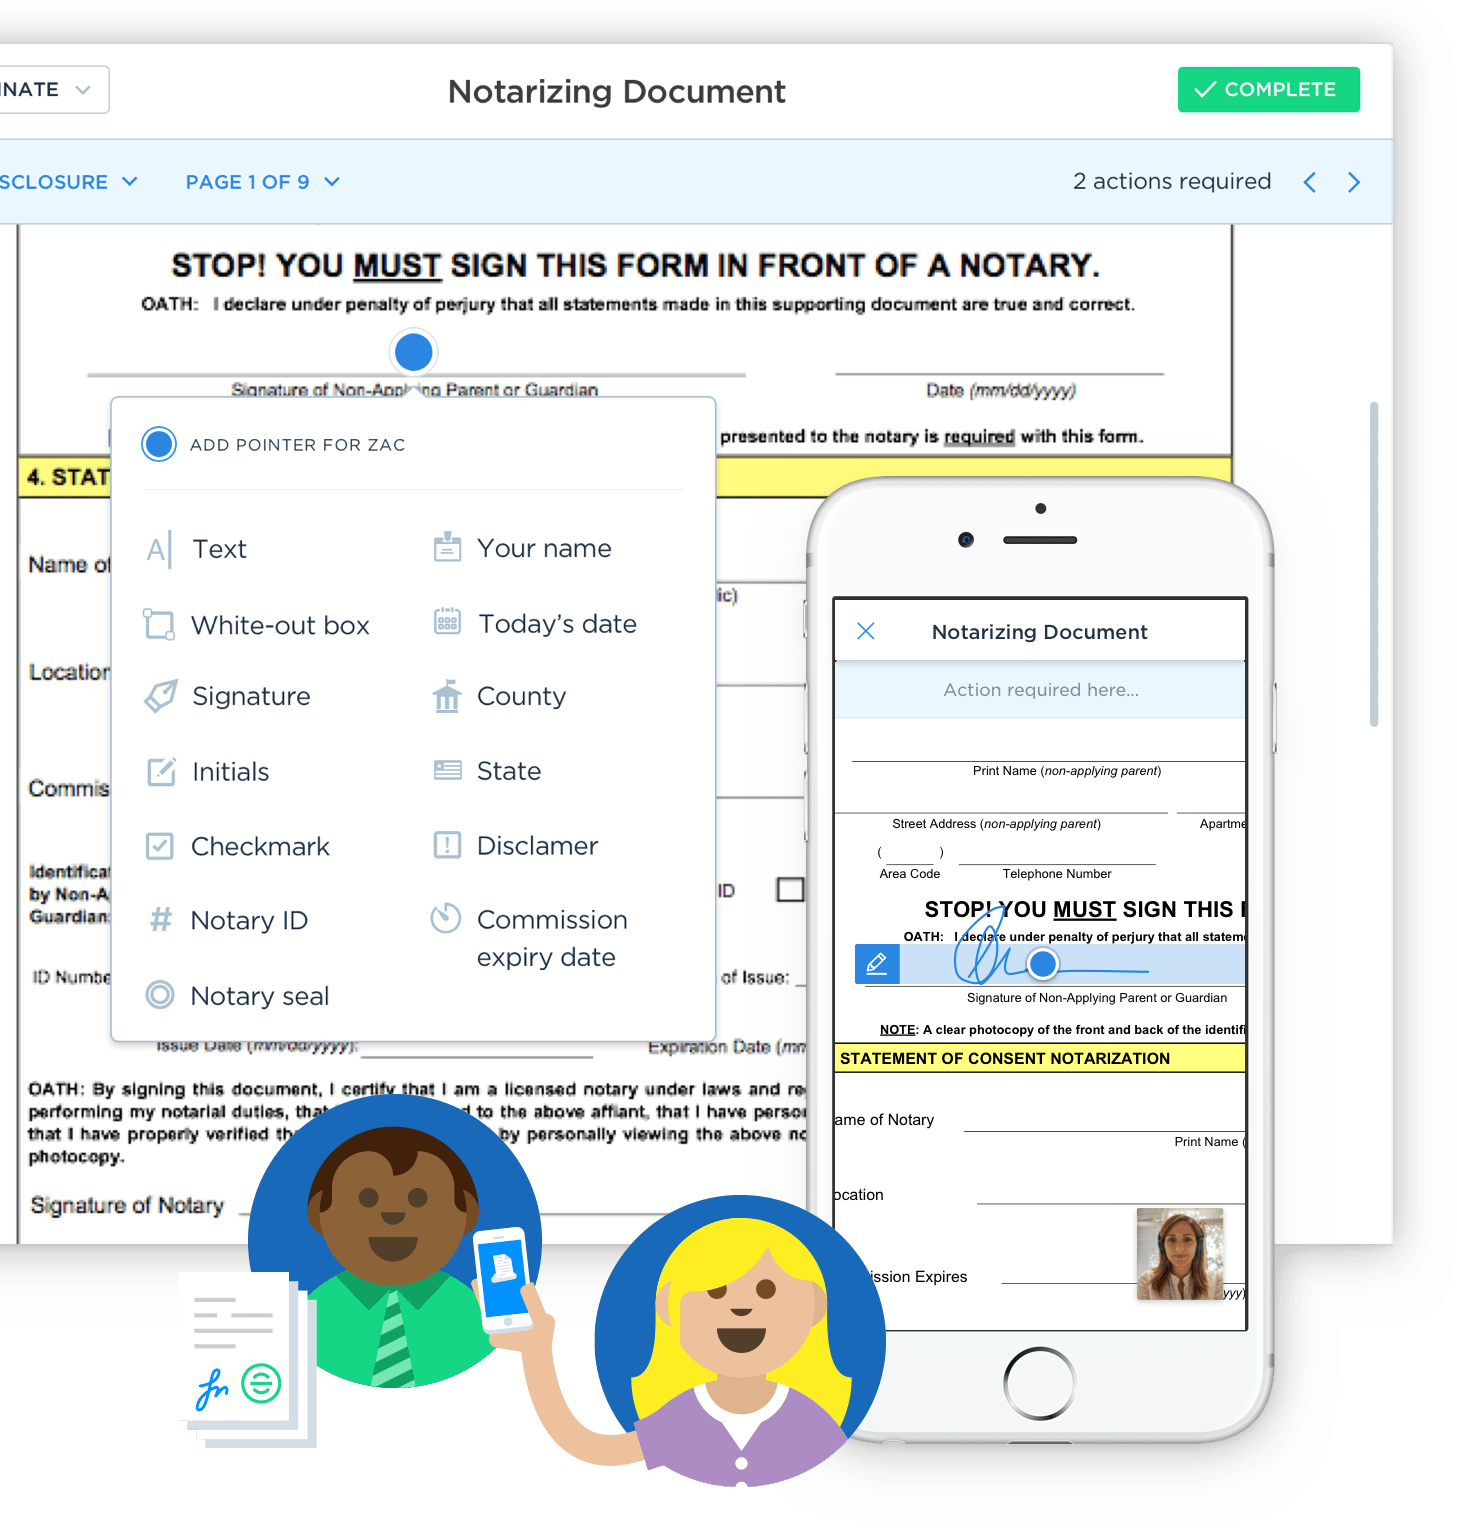 INATE
Notarizing Document
COMPLETE
SCLOSURE
PAGE 1 OF 9
2 actions required
STOP! YOU MUST SIGN THIS FORM IN FRONT OF A NOTARY.
OATH: I declare under penalty of perjury that all statements made in this supporting document are true and correct.
Signature of Non-Applying Parent or Guardian
Date (mm/dd/yyyy)
presented to the notary is required with this form.
ADD POINTER FOR ZAC
4. STAT
Text
Your name
White-out box
Today's date
Signature
County
Initials
State
Checkmark
Disclamer
Notary ID
Commission
expiry date
Notary seal
Name of
ic)
Location
Commis
Identifica
by Non-A
Guardian:
ID
ID Numbe
of Issue:
Issue Date (mm/dd/yyyy):
Expiration Date (mm
OATH: By signing this document, I certify that I am a licensed notary under laws and re
performing my notarial duties, that d to the above affiant, that I have perso
that I have properly verified th by personally viewing the above no
photocopy.
Signature of Notary
Notarizing Document
Action required here...
Print Name (non-applying parent)
Street Address (non-applying parent)
Apartme
( )
Area Code
Telephone Number
STOP! YOU MUST SIGN THIS F
OATH: I declare under penalty of perjury that all statem
Signature of Non-Applying Parent or Guardian
NOTE: A clear photocopy of the front and back of the identifi
STATEMENT OF CONSENT NOTARIZATION
ame of Notary
Print Name (
ocation
ission Expires
yyy)